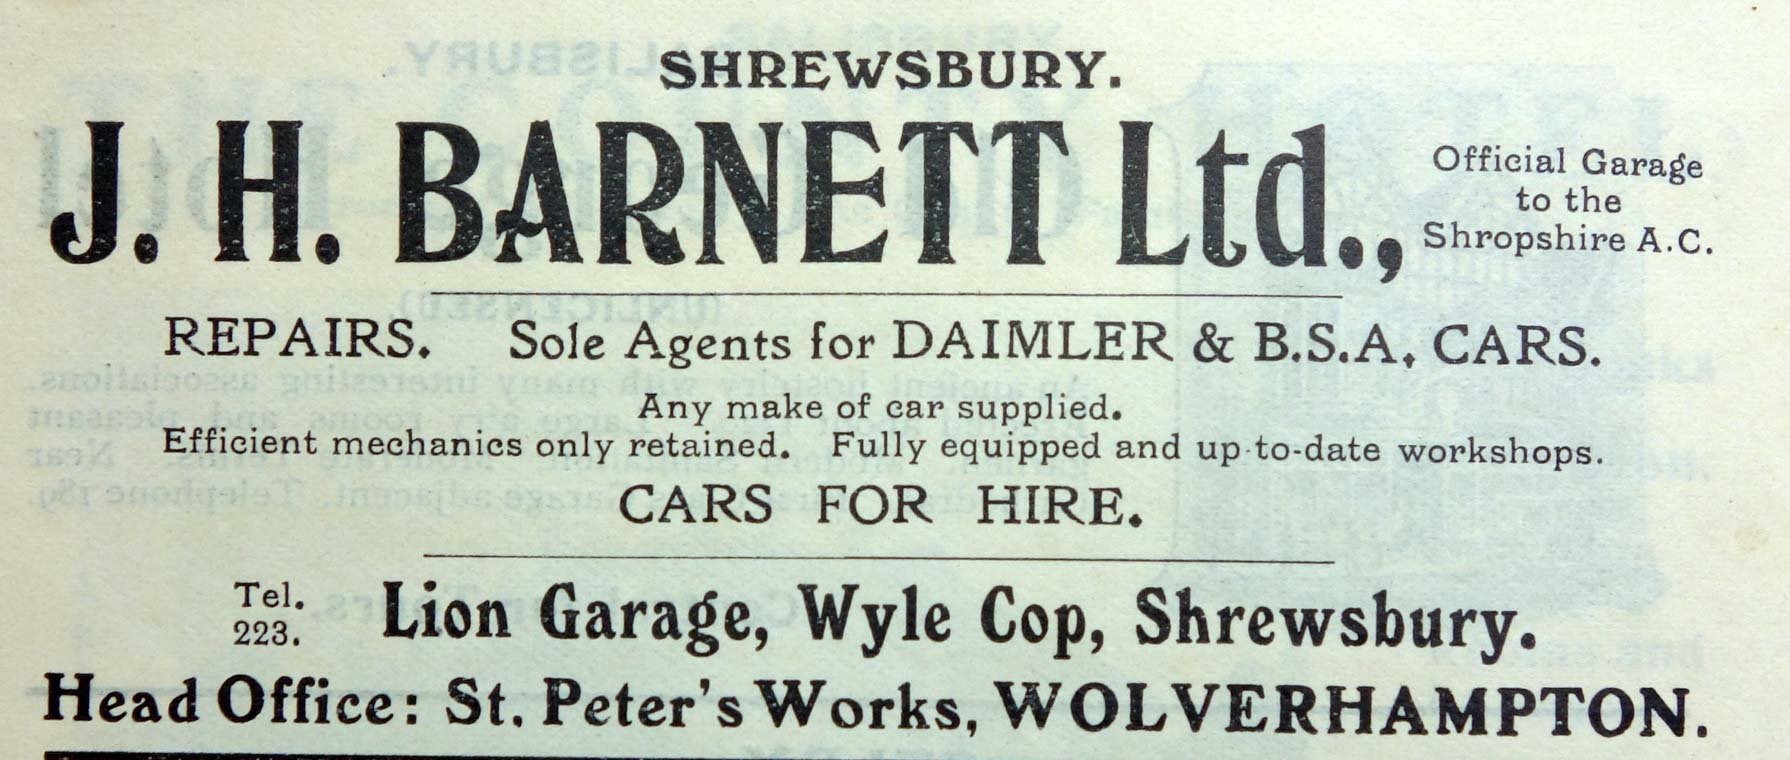 SHREWSBURY.
J. H. BARNETT Ltd.,
Official Garage
to the
Shropshire A.C.
REPAIRS. Sole Agents for DAIMLER & B.S.A. CARS.
Any make of car supplied.
Efficient mechanics only retained. Fully equipped and up-to-date workshops.
CARS FOR HIRE.
Tel.
223.
Lion Garage, Wyle Cop, Shrewsbury.
Head Office: St. Peter's Works, WOLVERHAMPTON.